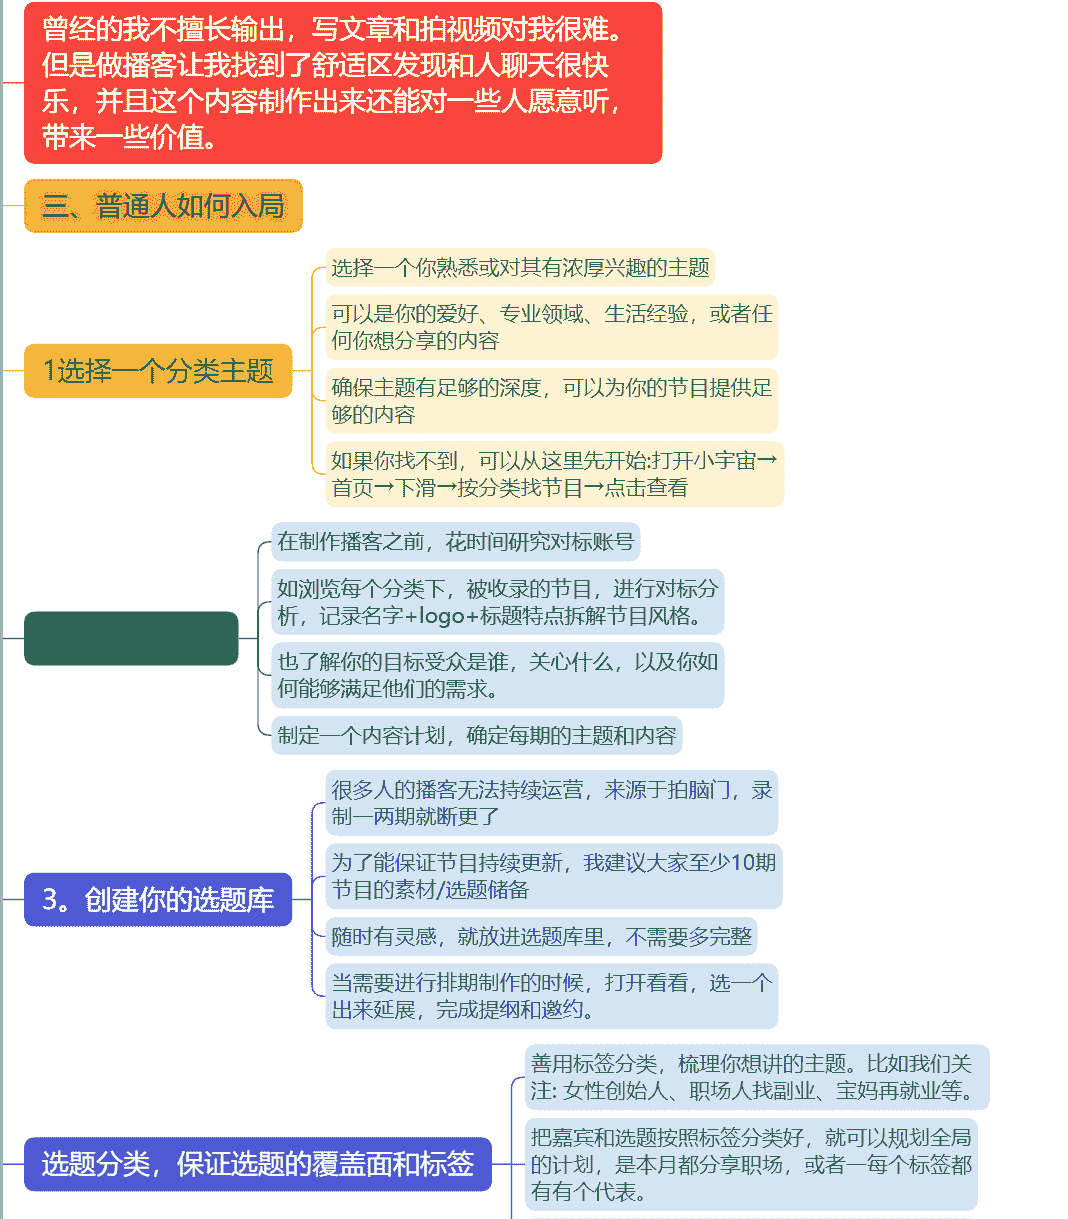 曾经的我不擅长输出，写文章和拍视频对我很难。
但是做播客让我找到了舒适区发现和人聊天很快
乐，并且这个内容制作出来还能对一些人愿意听，
带来一些价值。
三、普通人如何入局
1选择一个分类主题
选择一个你熟悉或对其有浓厚兴趣的主题
可以是你的爱好、专业领域、生活经验，或者任
何你想分享的内容
确保主题有足够的深度，可以为你的节目提供足
够的内容
如果你找不到，可以从这里先开始:打开小宇宙→
首页→下滑→按分类找节目→点击查看
在制作播客之前，花时间研究对标账号
如浏览每个分类下，被收录的节目，进行对标分
析，记录名字+logo+标题特点拆解节目风格。
也了解你的目标受众是谁，关心什么，以及你如
何能够满足他们的需求。
制定一个内容计划，确定每期的主题和内容
3。创建你的选题库
很多人的播客无法持续运营，来源于拍脑门，录
制一两期就断更了
为了能保证节目持续更新，我建议大家至少10期
节目的素材/选题储备
随时有灵感，就放进选题库里，不需要多完整
当需要进行排期制作的时候，打开看看，选一个
出来延展，完成提纲和邀约。
选题分类，保证选题的覆盖面和标签
善用标签分类，梳理你想讲的主题。比如我们关
注: 女性创始人、职场人找副业、宝妈再就业等。
把嘉宾和选题按照标签分类好，就可以规划全局
的计划，是本月都分享职场，或者一每个标签都
有有个代表。